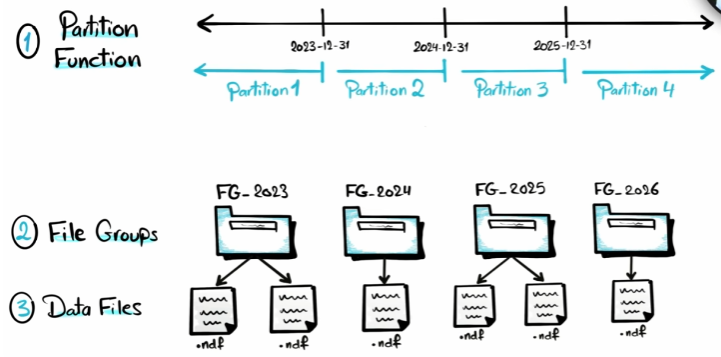 1 Partition
Function
2023-12-31 2024-12-31 2025-12-31
Partition 1 Partition 2 Partition 3 Partition 4
FG_2023 FG_2024 FG_2025 FG_2026
2 File Groups
3 Data Files
.ndf .ndf .ndf .ndf .ndf .ndf